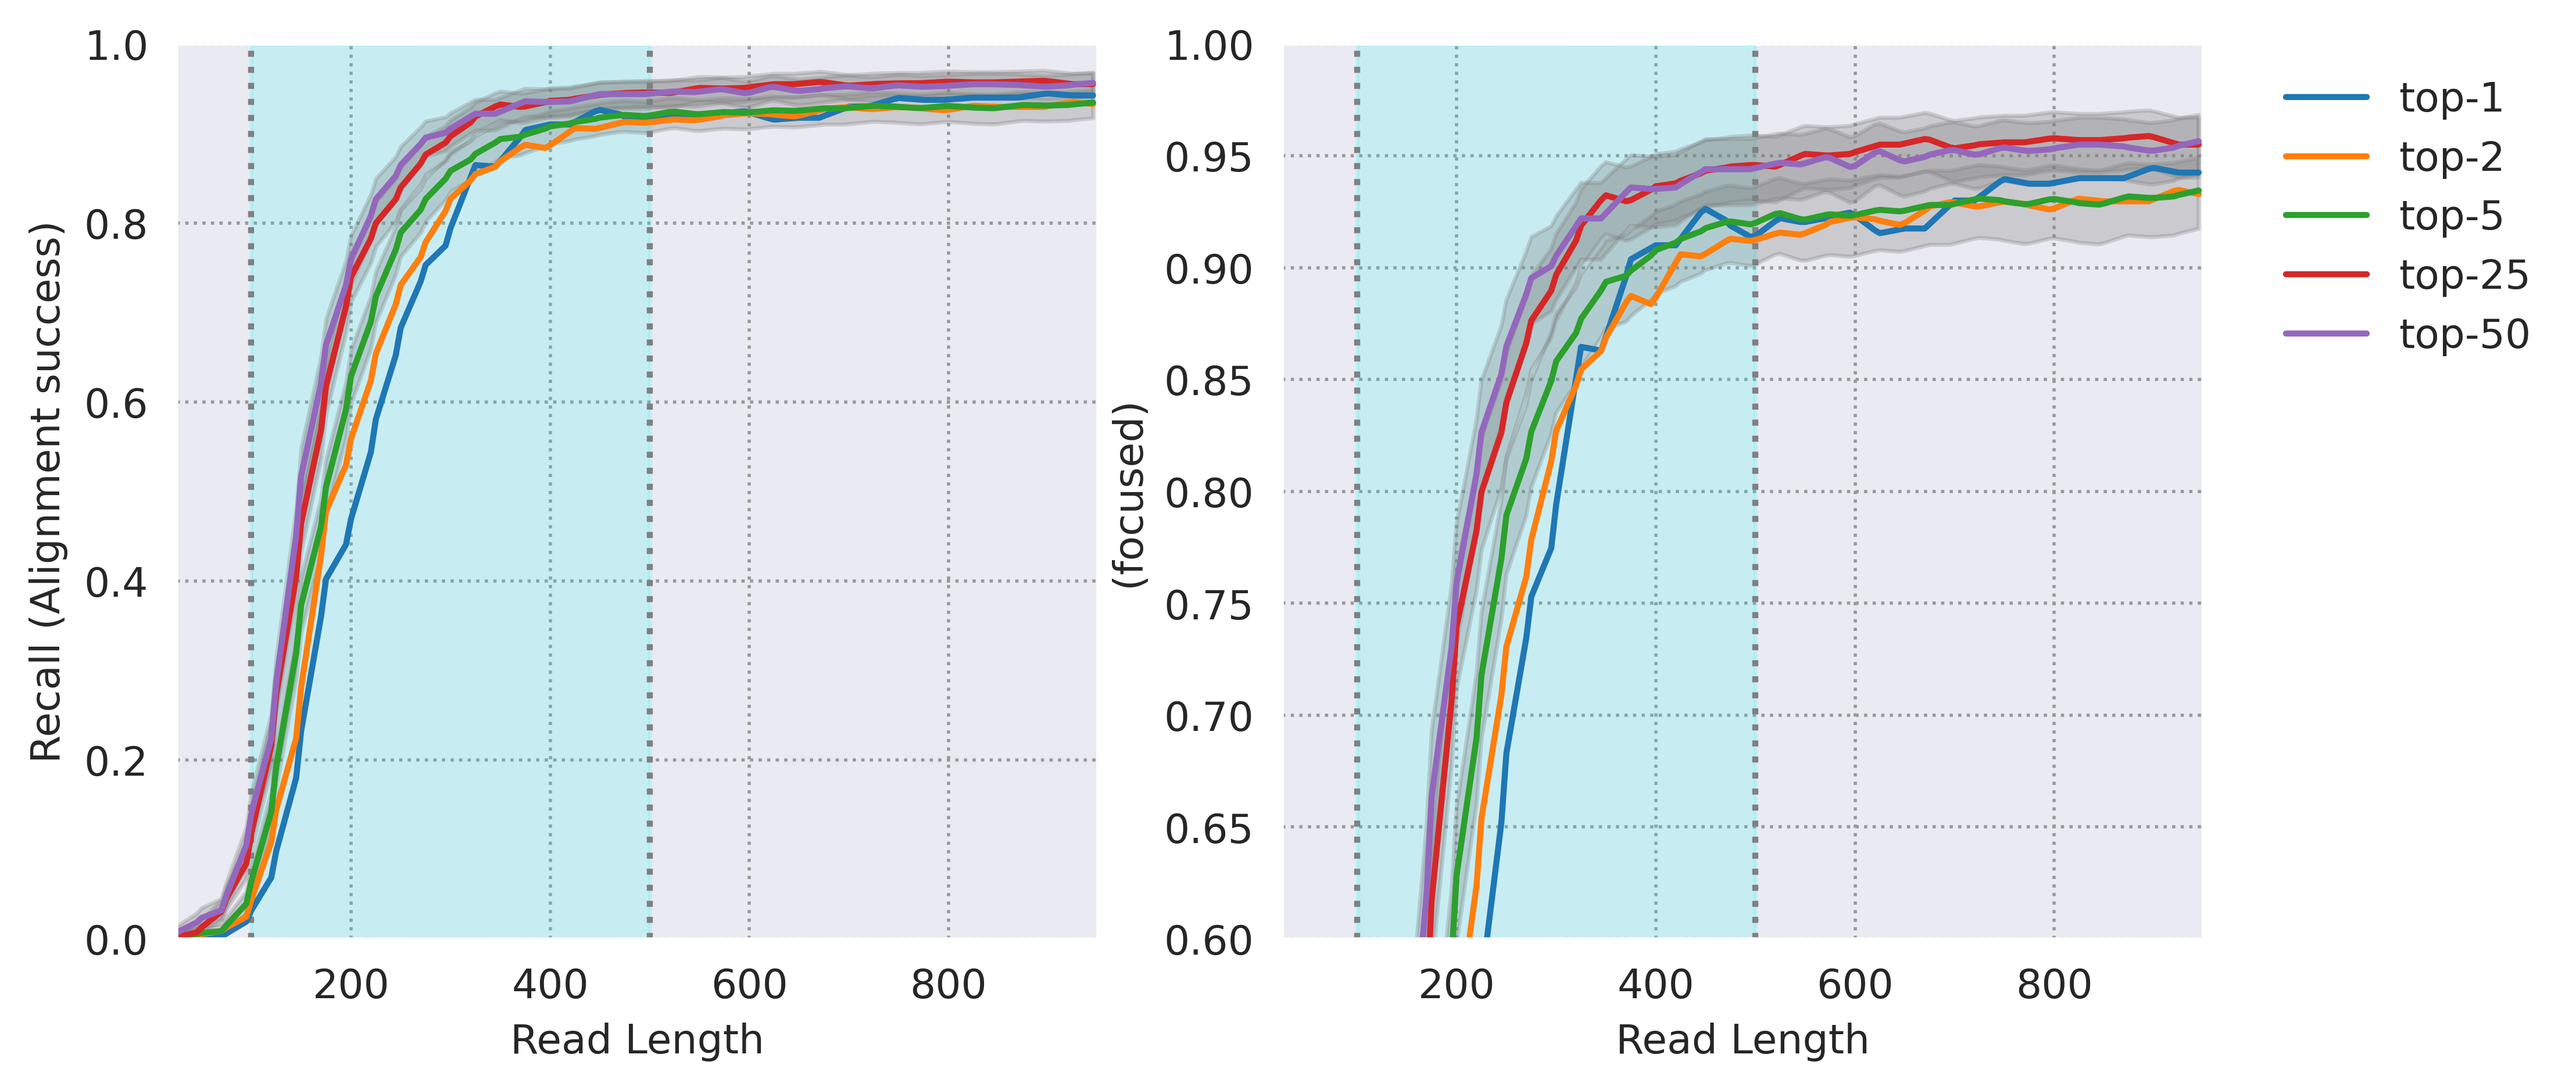 1.0
0.8
0.6
0.4
0.2
0.0
Recall (Alignment success)
200 400 600 800
Read Length
1.00
0.95
0.90
0.85
0.80
0.75
0.70
0.65
0.60
(focused)
200 400 600 800
Read Length
top-1
top-2
top-5
top-25
top-50